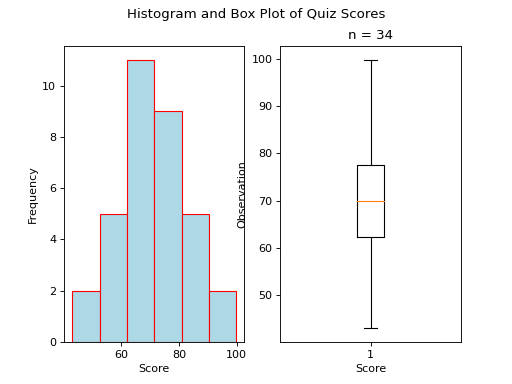 Histogram and Box Plot of Quiz Scores
n = 34
10
8
6
4
2
0
Frequency
60 80 100
Score
100
90
80
70
60
50
Observation
1
Score